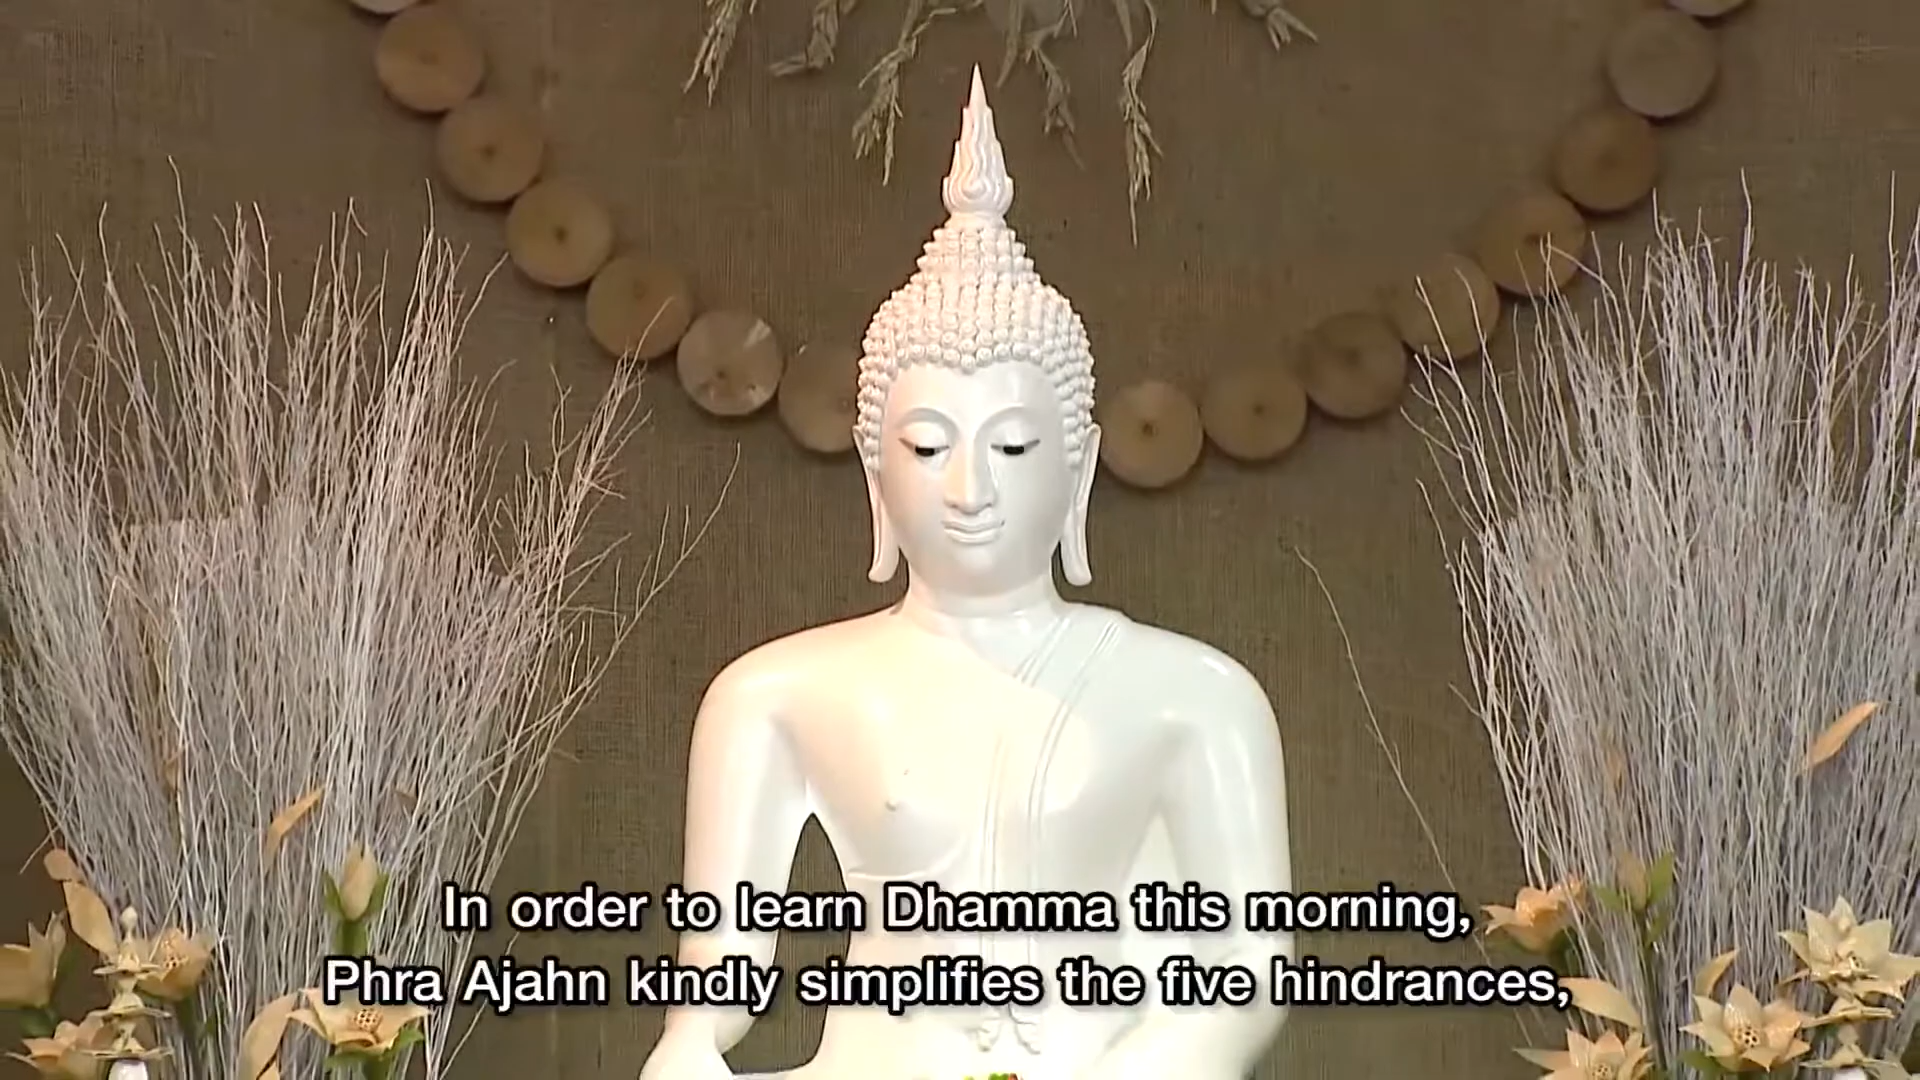 In order to learn Dhamma this morning,
Phra Ajahn kindly simplifies the five hindrances,